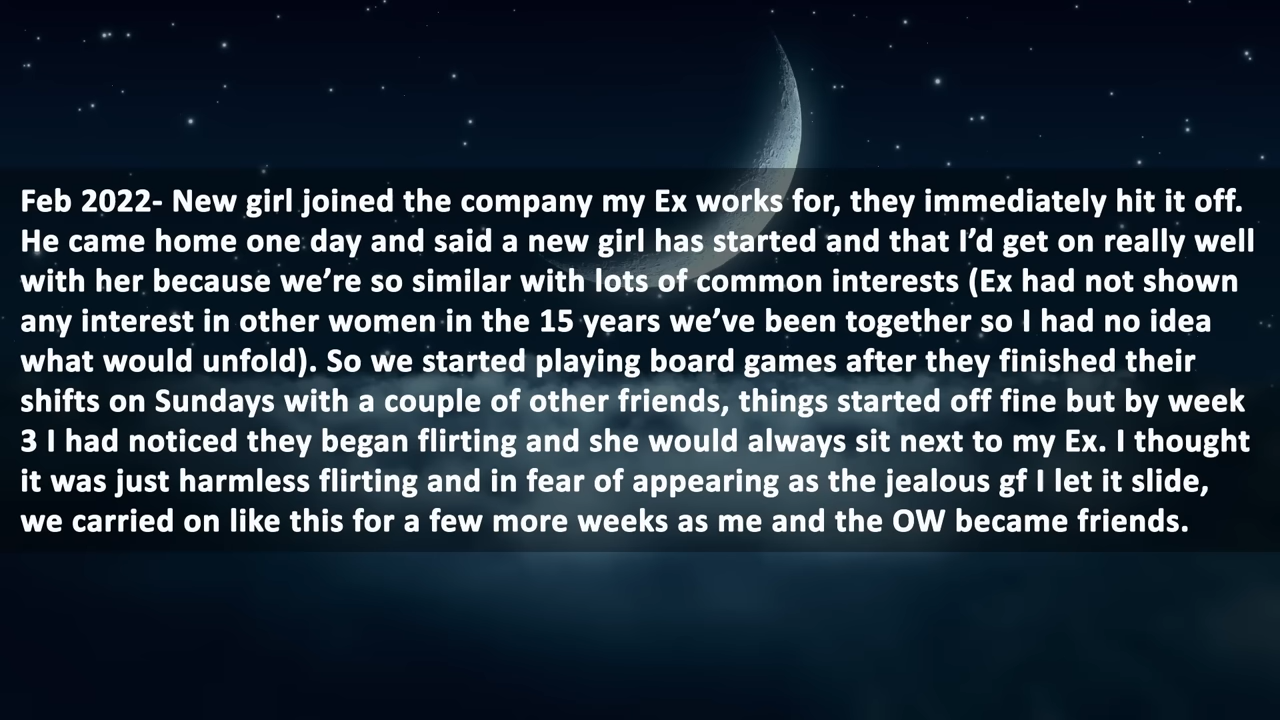 Feb 2022- New girl joined the company my Ex works for, they immediately hit it off.
He came home one day and said a new girl has started and that I’d get on really well
with her because we’re so similar with lots of common interests (Ex had not shown
any interest in other women in the 15 years we’ve been together so I had no idea
what would unfold). So we started playing board games after they finished their
shifts on Sundays with a couple of other friends, things started off fine but by week
3 I had noticed they began flirting and she would always sit next to my Ex. I thought
it was just harmless flirting and in fear of appearing as the jealous gf I let it slide,
we carried on like this for a few more weeks as me and the OW became friends.